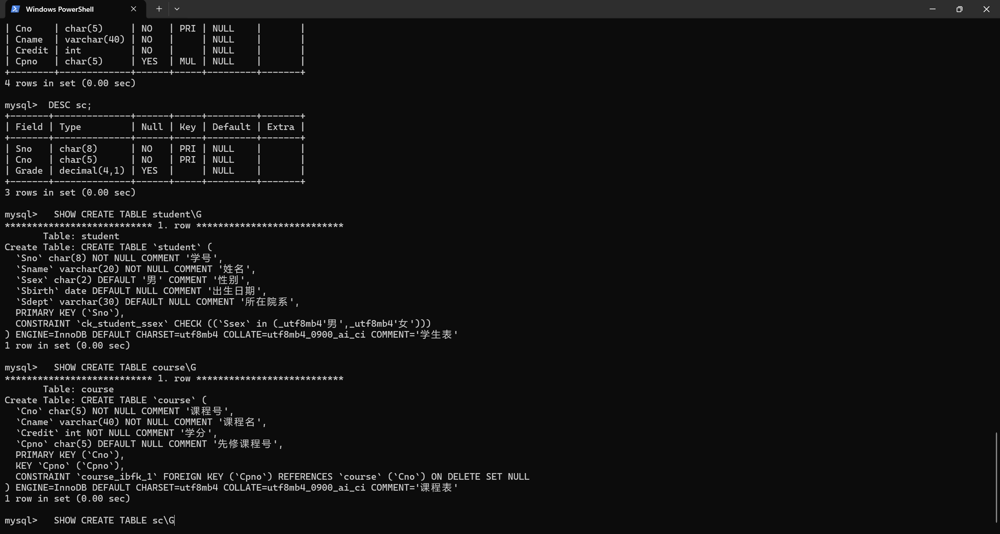 Windows PowerShell
| Cno    | char(5)     | NO   | PRI | NULL    |       |
| Cname  | varchar(40) | NO   |     | NULL    |       |
| Credit | int         | NO   |     | NULL    |       |
| Cpno   | char(5)     | YES  | MUL | NULL    |       |
+--------+-------------+------+-----+---------+-------+
4 rows in set (0.00 sec)
mysql>  DESC sc;
+-------+--------------+------+-----+---------+-------+
| Field | Type         | Null | Key | Default | Extra |
+-------+--------------+------+-----+---------+-------+
| Sno   | char(8)      | NO   | PRI | NULL    |       |
| Cno   | char(5)      | NO   | PRI | NULL    |       |
| Grade | decimal(4,1) | YES  |     | NULL    |       |
+-------+--------------+------+-----+---------+-------+
3 rows in set (0.00 sec)
mysql>   SHOW CREATE TABLE student\G
*************************** 1. row ***************************
       Table: student
Create Table: CREATE TABLE `student` (
  `Sno` char(8) NOT NULL COMMENT '学号',
  `Sname` varchar(20) NOT NULL COMMENT '姓名',
  `Ssex` char(2) DEFAULT '男' COMMENT '性别',
  `Sbirth` date DEFAULT NULL COMMENT '出生日期',
  `Sdept` varchar(30) DEFAULT NULL COMMENT '所在院系',
  PRIMARY KEY (`Sno`),
  CONSTRAINT `ck_student_ssex` CHECK ((`Ssex` in (_utf8mb4'男',_utf8mb4'女')))
) ENGINE=InnoDB DEFAULT CHARSET=utf8mb4 COLLATE=utf8mb4_0900_ai_ci COMMENT='学生表'
1 row in set (0.00 sec)
mysql>   SHOW CREATE TABLE course\G
*************************** 1. row ***************************
       Table: course
Create Table: CREATE TABLE `course` (
  `Cno` char(5) NOT NULL COMMENT '课程号',
  `Cname` varchar(40) NOT NULL COMMENT '课程名',
  `Credit` int NOT NULL COMMENT '学分',
  `Cpno` char(5) DEFAULT NULL COMMENT '先修课程号',
  PRIMARY KEY (`Cno`),
  KEY `Cpno` (`Cpno`),
  CONSTRAINT `course_ibfk_1` FOREIGN KEY (`Cpno`) REFERENCES `course` (`Cno`) ON DELETE SET NULL
) ENGINE=InnoDB DEFAULT CHARSET=utf8mb4 COLLATE=utf8mb4_0900_ai_ci COMMENT='课程表'
1 row in set (0.00 sec)
mysql>   SHOW CREATE TABLE sc\G